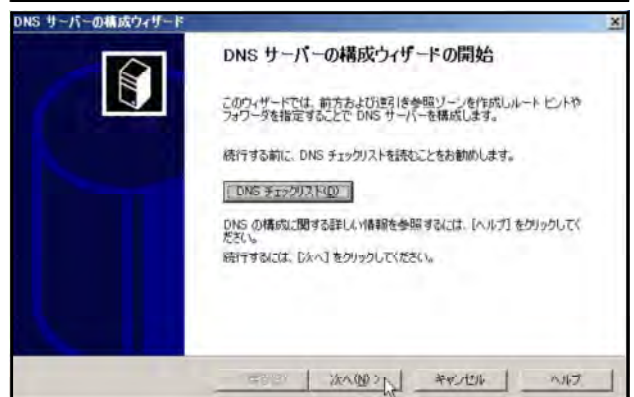 DNS サーバーの構成ウィザード
DNS サーバーの構成ウィザードの開始
このウィザードでは、前方および逆引き参照ゾーンを作成しルート ヒントや
フォワーダを指定することで DNS サーバーを構成します。
続行する前に、DNS チェックリストを読むことをお勧めします。
DNS チェックリスト(D)
DNS の構成に関する詳しい情報を参照するには、[ヘルプ] をクリックしてく
ださい。
続行するには、[次へ] をクリックしてください。
次へ(N) >
キャンセル
ヘルプ